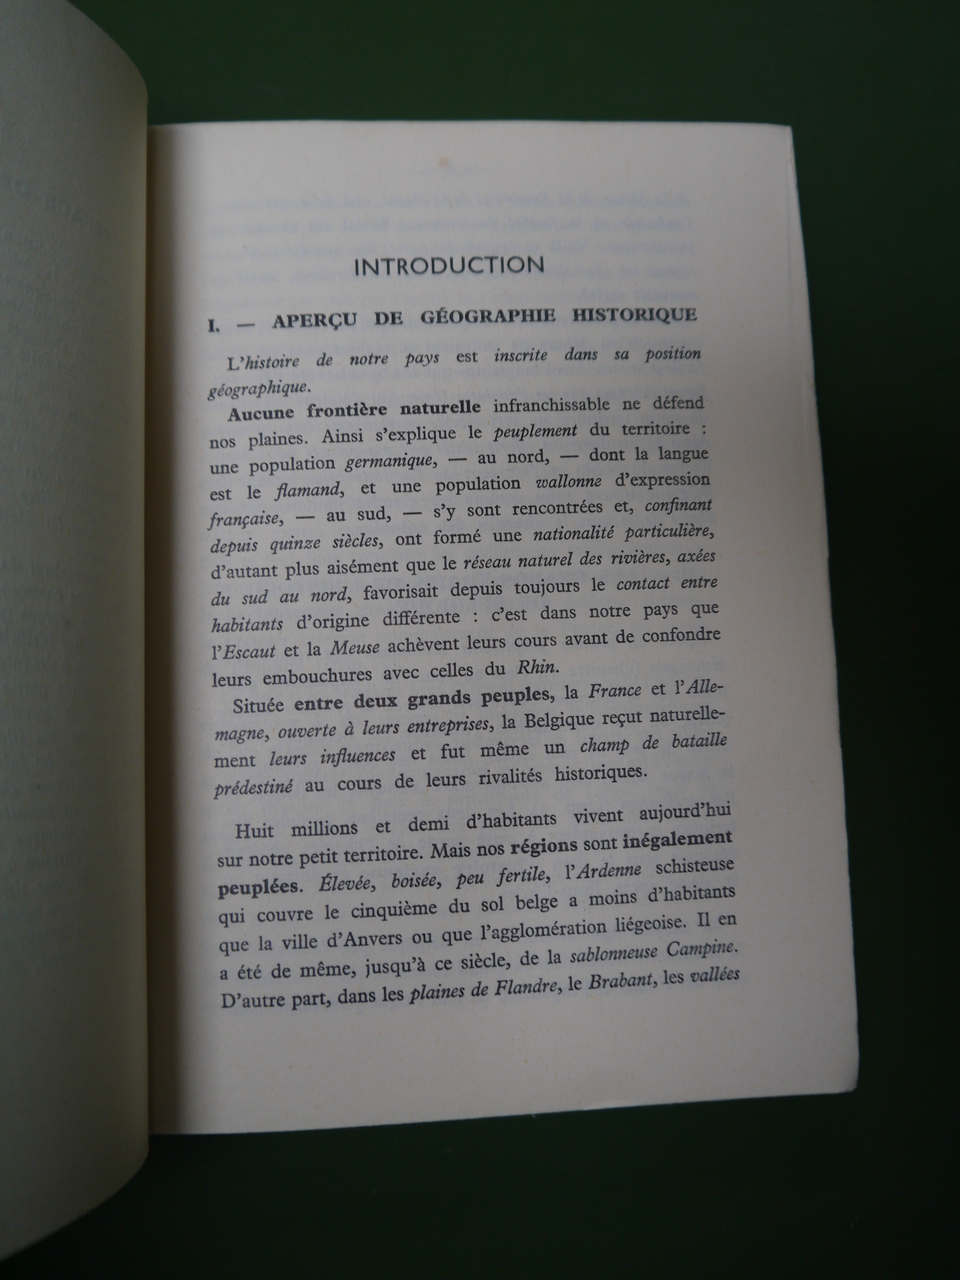 INTRODUCTION
I. — APERÇU DE GÉOGRAPHIE HISTORIQUE
L'histoire de notre pays est inscrite dans sa position
géographique.
Aucune frontière naturelle infranchissable ne défend
nos plaines. Ainsi s'explique le peuplement du territoire :
une population germanique, — au nord, — dont la langue
est le flamand, et une population wallonne d'expression
française, — au sud, — s'y sont rencontrées et, confinant
depuis quinze siècles, ont formé une nationalité particulière,
d'autant plus aisément que le réseau naturel des rivières, axées
du sud au nord, favorisait depuis toujours le contact entre
habitants d'origine différente : c'est dans notre pays que
l'Escaut et la Meuse achèvent leurs cours avant de confondre
leurs embouchures avec celles du Rhin.
Située entre deux grands peuples, la France et l'Alle-
magne, ouverte à leurs entreprises, la Belgique reçut naturelle-
ment leurs influences et fut même un champ de bataille
prédestiné au cours de leurs rivalités historiques.
Huit millions et demi d'habitants vivent aujourd'hui
sur notre petit territoire. Mais nos régions sont inégalement
peuplées. Élevée, boisée, peu fertile, l'Ardenne schisteuse
qui couvre le cinquième du sol belge a moins d'habitants
que la ville d'Anvers ou que l'agglomération liégeoise. Il en
a été de même, jusqu'à ce siècle, de la sablonneuse Campine.
D'autre part, dans les plaines de Flandre, le Brabant, les vallées